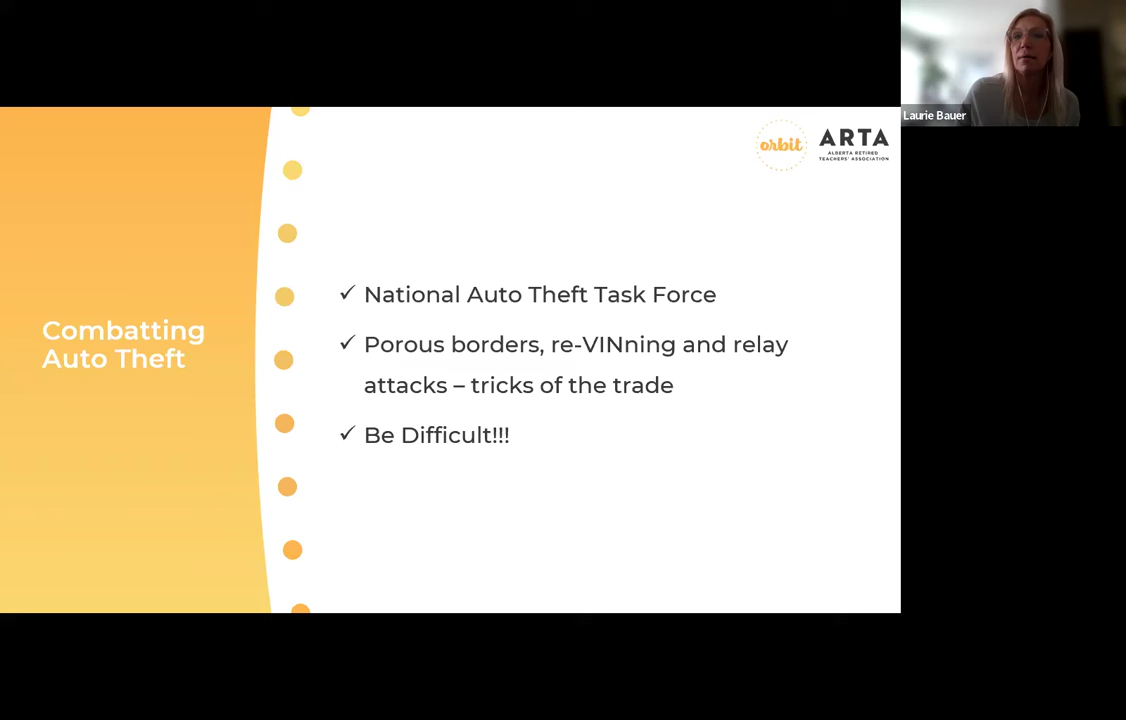 Laurie Bauer
orbit
ARTA
ALBERTA RETIRED
TEACHERS' ASSOCIATION
Combatting
Auto Theft
✓ National Auto Theft Task Force
✓ Porous borders, re-VINning and relay
attacks – tricks of the trade
✓ Be Difficult!!!